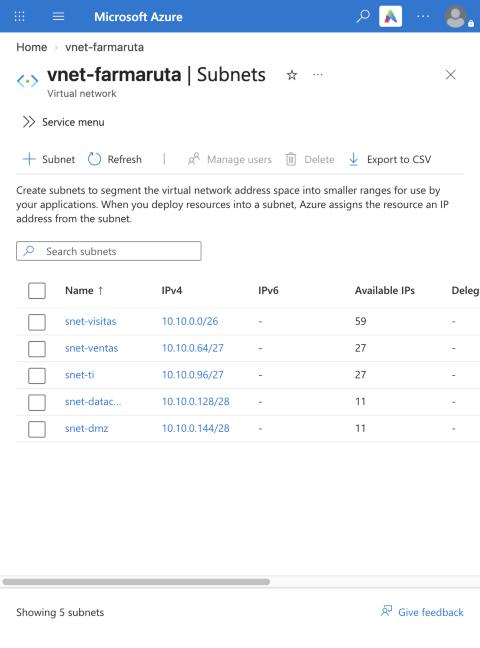 Microsoft Azure
Home > vnet-farmaruta
vnet-farmaruta | Subnets
Virtual network
Service menu
Subnet Refresh Manage users Delete Export to CSV
Create subnets to segment the virtual network address space into smaller ranges for use by
your applications. When you deploy resources into a subnet, Azure assigns the resource an IP
address from the subnet.
Search subnets
Name ↑ IPv4 IPv6 Available IPs Deleg
snet-visitas 10.10.0.0/26 - 59 -
snet-ventas 10.10.0.64/27 - 27 -
snet-ti 10.10.0.96/27 - 27 -
snet-datac... 10.10.0.128/28 - 11 -
snet-dmz 10.10.0.144/28 - 11 -
Showing 5 subnets Give feedback